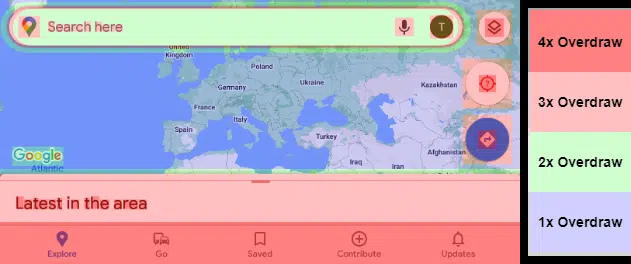 Search here
T
United
Kingdom
Poland
Germany
Ukraine
Kazakhstan
France
Italy
Spain
Turkey
Iraq
Iran
Afghanistan
Google
Atlantic
Latest in the area
Explore
Go
Saved
Contribute
Updates
4x Overdraw
3x Overdraw
2x Overdraw
1x Overdraw